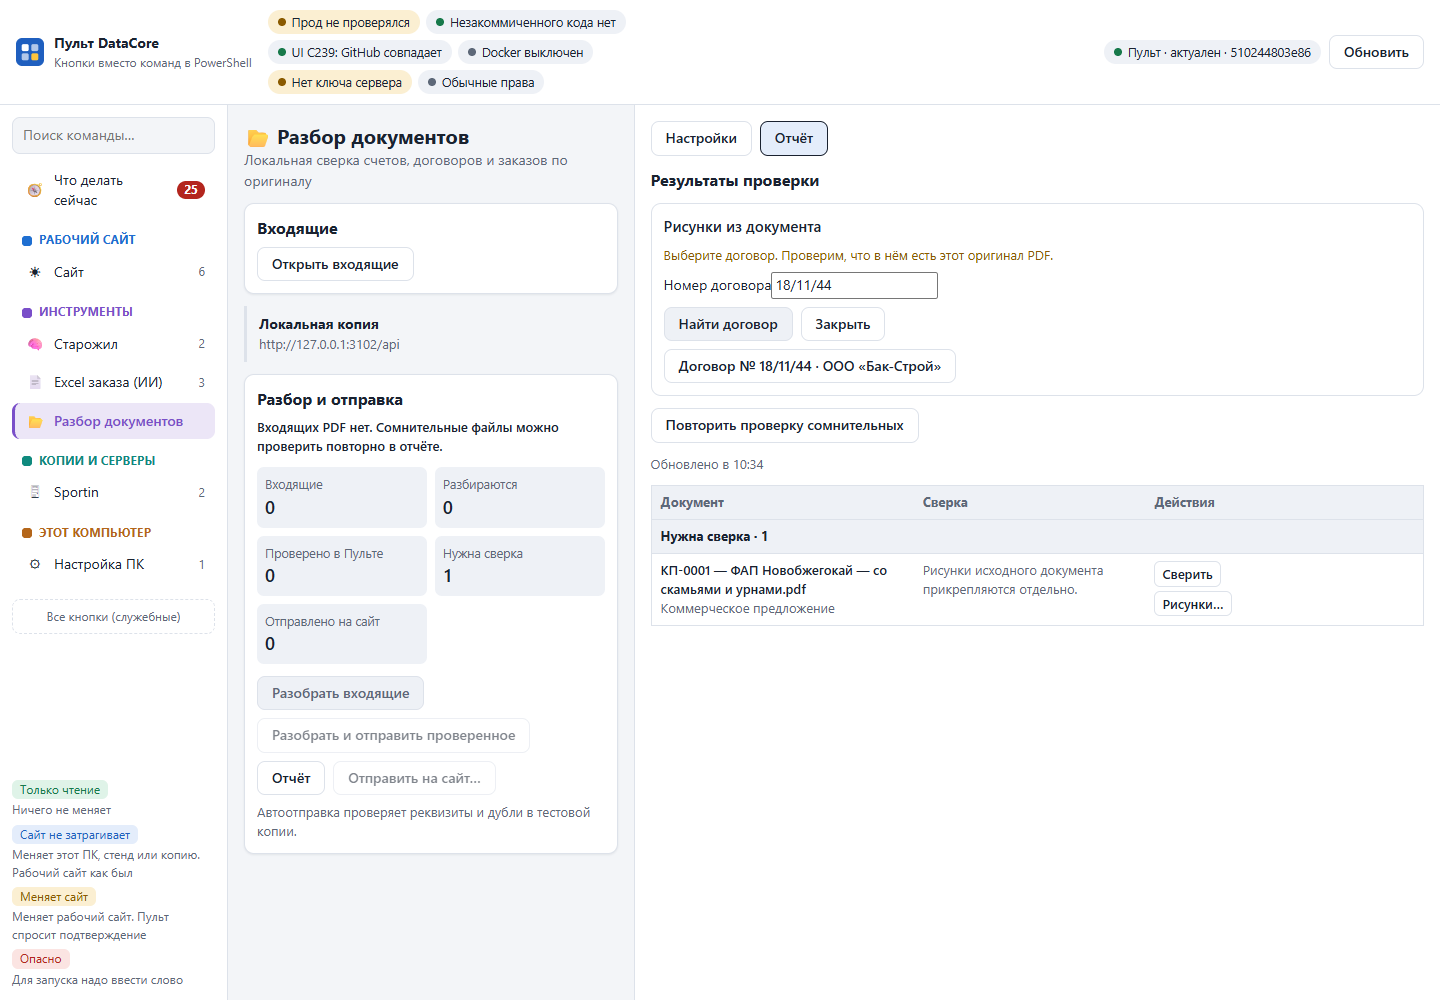 Пульт DataCore
Кнопки вместо команд в PowerShell
Прод не проверялся
Незакоммиченного кода нет
UI C239: GitHub совпадает
Docker выключен
Нет ключа сервера
Обычные права
Пульт · актуален · 510244803e86
Обновить
Поиск команды...
Что делать
сейчас
25
РАБОЧИЙ САЙТ
Сайт 6
ИНСТРУМЕНТЫ
Старожил 2
Excel заказа (ИИ) 3
Разбор документов
КОПИИ И СЕРВЕРЫ
Sportin 2
ЭТОТ КОМПЬЮТЕР
Настройка ПК 1
Все кнопки (служебные)
Только чтение
Ничего не меняет
Сайт не затрагивает
Меняет этот ПК, стенд или копию.
Рабочий сайт как был
Меняет сайт
Меняет рабочий сайт. Пульт
спросит подтверждение
Опасно
Для запуска надо ввести слово
Разбор документов
Локальная сверка счетов, договоров и заказов по
оригиналу
Входящие
Открыть входящие
Локальная копия
http://127.0.0.1:3102/api
Разбор и отправка
Входящих PDF нет. Сомнительные файлы можно
проверить повторно в отчёте.
Входящие
0
Разбираются
0
Проверено в Пульте
0
Нужна сверка
1
Отправлено на сайт
0
Разобрать входящие
Разобрать и отправить проверенное
Отчёт
Отправить на сайт...
Автоотправка проверяет реквизиты и дубли в тестовой
копии.
Настройки
Отчёт
Результаты проверки
Рисунки из документа
Выберите договор. Проверим, что в нём есть этот оригинал PDF.
Номер договора 18/11/44
Найти договор
Закрыть
Договор № 18/11/44 · ООО «Бак-Строй»
Повторить проверку сомнительных
Обновлено в 10:34
Документ Сверка Действия
Нужна сверка · 1
КП-0001 — ФАП Новобжегокай — со
скамьями и урнами.pdf
Коммерческое предложение
Рисунки исходного документа
прикрепляются отдельно.
Сверить
Рисунки...